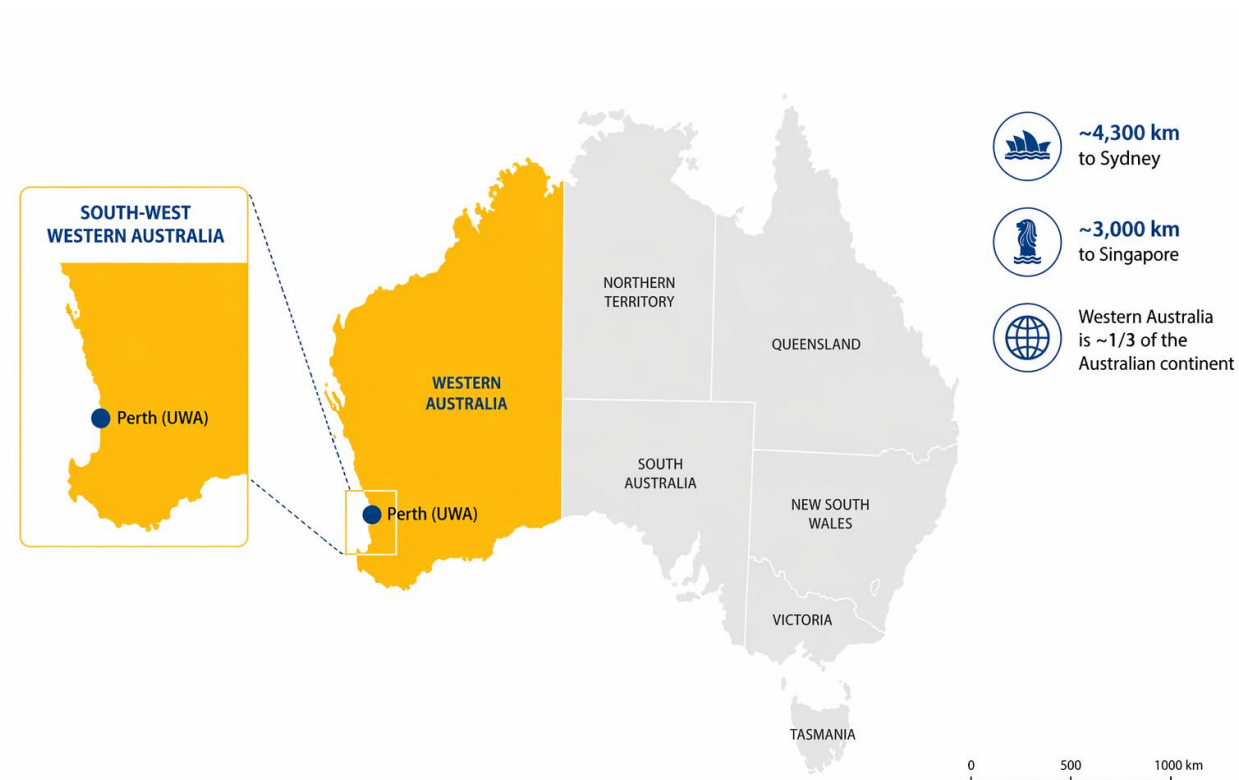 SOUTH-WEST
WESTERN AUSTRALIA
Perth (UWA)
WESTERN
AUSTRALIA
Perth (UWA)
NORTHERN
TERRITORY
QUEENSLAND
SOUTH
AUSTRALIA
NEW SOUTH
WALES
VICTORIA
TASMANIA
~4,300 km
to Sydney
~3,000 km
to Singapore
Western Australia
is ~1/3 of the
Australian continent
0 500 1000 km